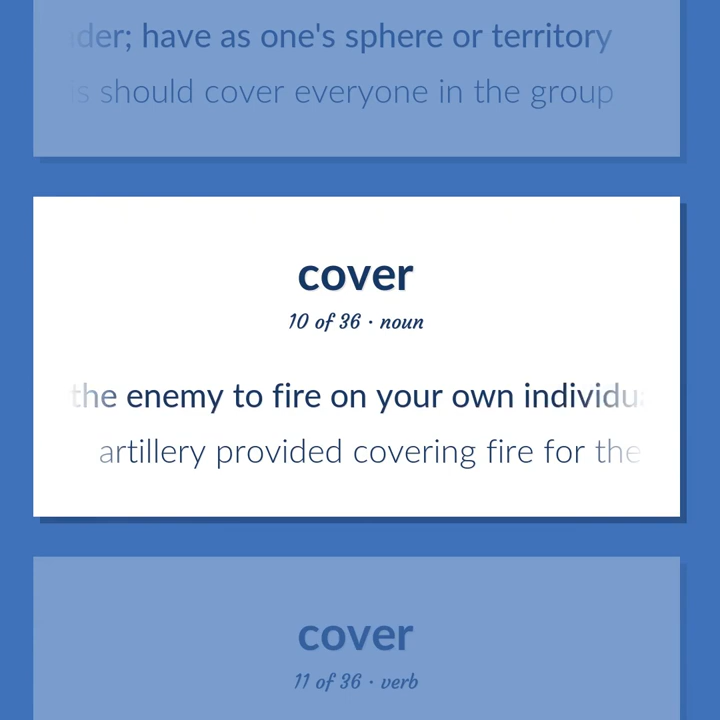 der; have as one's sphere or territory
should cover everyone in the group
cover
10 of 36 · noun
the enemy to fire on your own
artillery provided covering fire for the
cover
11 of 36 · verb